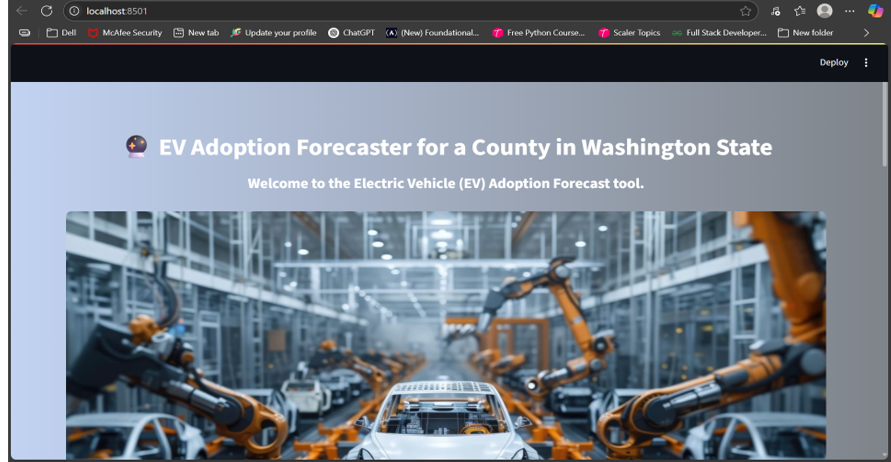 localhost:8501
Dell
McAfee Security
New tab
Update your profile
ChatGPT
(New) Foundational...
Free Python Course...
Scaler Topics
Full Stack Developer...
New folder
Deploy
EV Adoption Forecaster for a County in Washington State
Welcome to the Electric Vehicle (EV) Adoption Forecast tool.